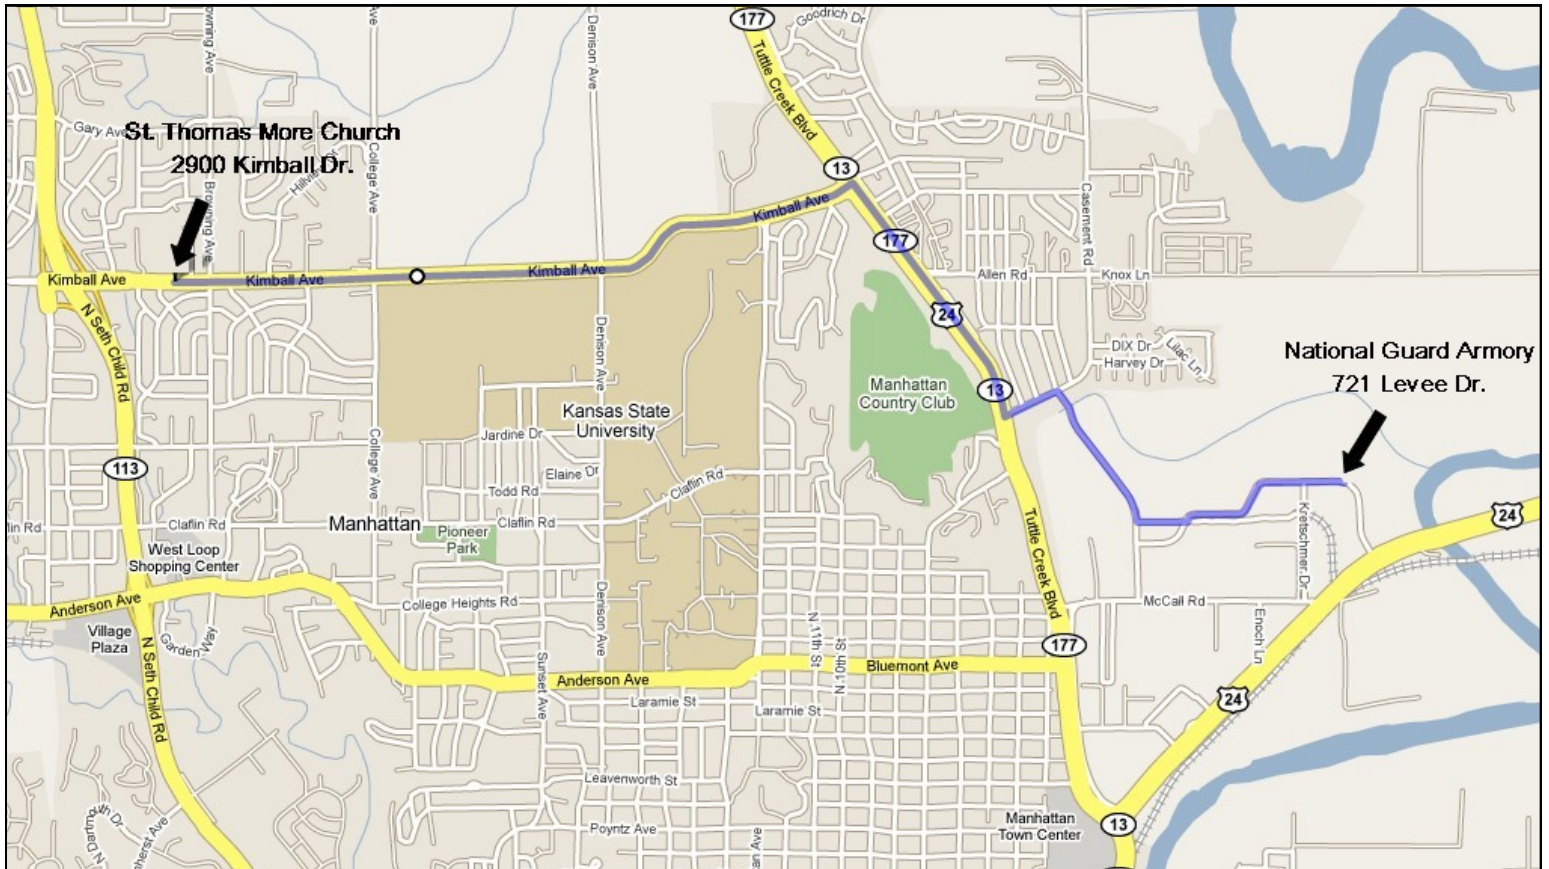 177
Goodrich Dr
Denison Ave
Tuttle Creek Blvd
Gary Ave
St. Thomas More Church
2900 Kimball Dr.
College Ave
Browning Ave
13
Kimball Ave
Casement Rd
177
Kimball Ave
Kimball Ave
Kimball Ave
Allen Rd
Knox Ln
N Seth Child Rd
24
Denison Ave
DIX Dr
Harvey Dr
Lilac Ln
National Guard Armory
721 Levee Dr.
Manhattan
Country Club
13
Kansas State
University
Jardine Dr
College Ave
113
Elaine Dr
Claflin Rd
Todd Rd
Claflin Rd
Claflin Rd
Manhattan
Pioneer
Park
Kretschmer Dr
24
West Loop
Shopping Center
Tuttle Creek Blvd
Anderson Ave
College Heights Rd
Denison Ave
McCall Rd
Enoch Ln
Village
Plaza
Garden Way
N 11th St
N 10th St
177
Bluemont Ave
N Seth Child Rd
Sunset Ave
Anderson Ave
Laramie St
Laramie St
24
Leavenworth St
Poyntz Ave
Manhattan
Town Center
13